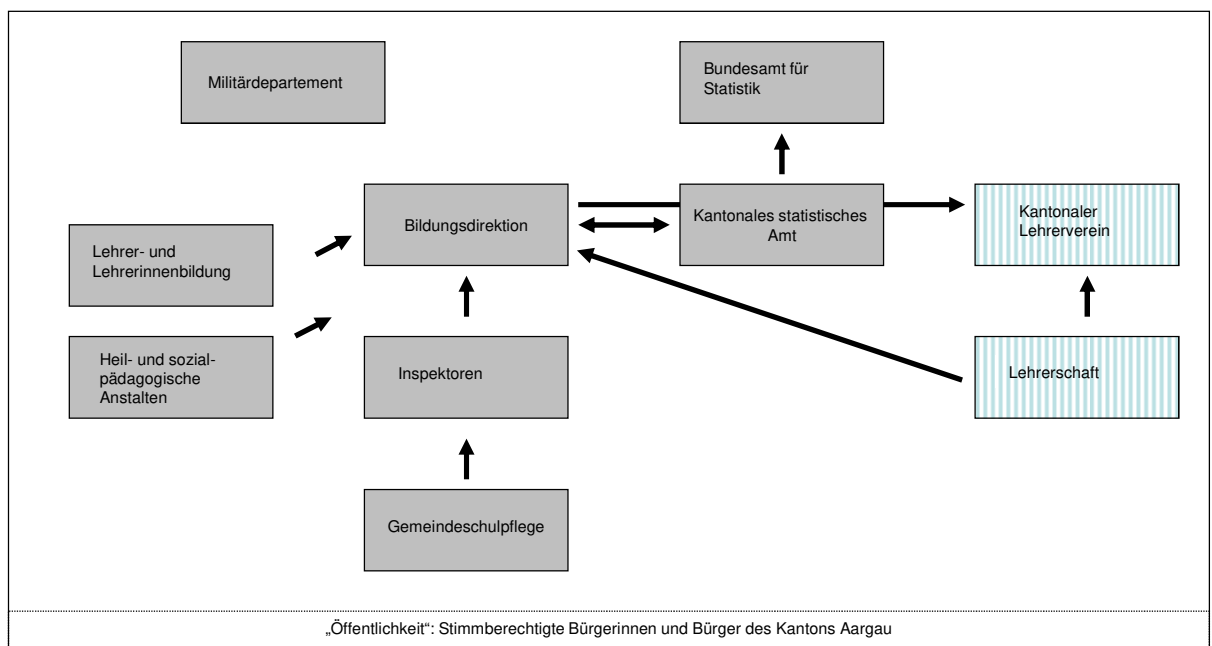 Militärdepartement
Bundesamt für
Statistik
Bildungsdirektion
Kantonales statistisches
Amt
Kantonaler
Lehrerverein
Lehrer- und
Lehrerinnenbildung
Heil- und sozial-
pädagogische
Anstalten
Inspektoren
Lehrerschaft
Gemeindeschulpflege
„Öffentlichkeit“: Stimmberechtigte Bürgerinnen und Bürger des Kantons Aargau